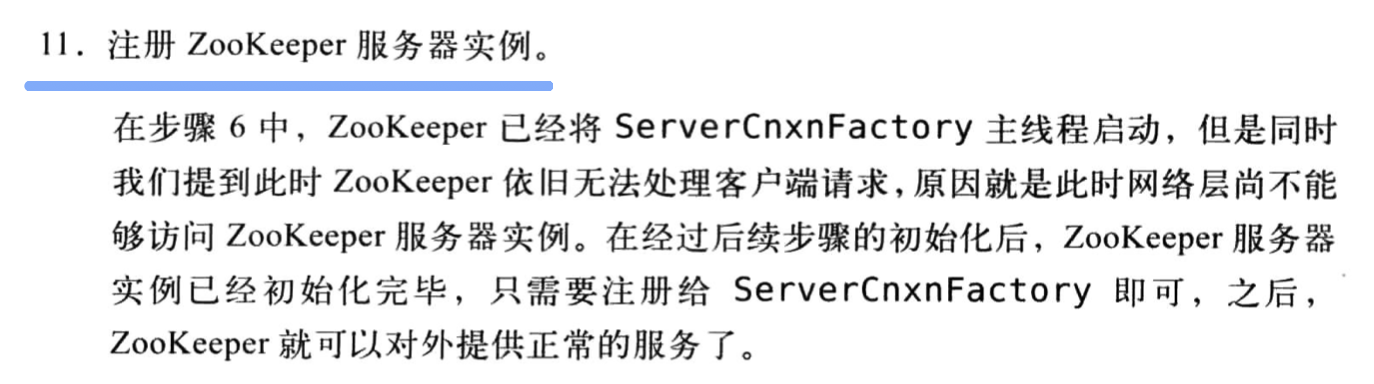 11. 注册 ZooKeeper 服务器实例。
在步骤 6 中，ZooKeeper 已经将 ServerCnxnFactory 主线程启动，但是同时
我们提到此时 ZooKeeper 依旧无法处理客户端请求，原因就是此时网络层尚不能
够访问 ZooKeeper 服务器实例。在经过后续步骤的初始化后，ZooKeeper 服务器
实例已经初始化完毕，只需要注册给 ServerCnxnFactory 即可，之后，
ZooKeeper 就可以对外提供正常的服务了。